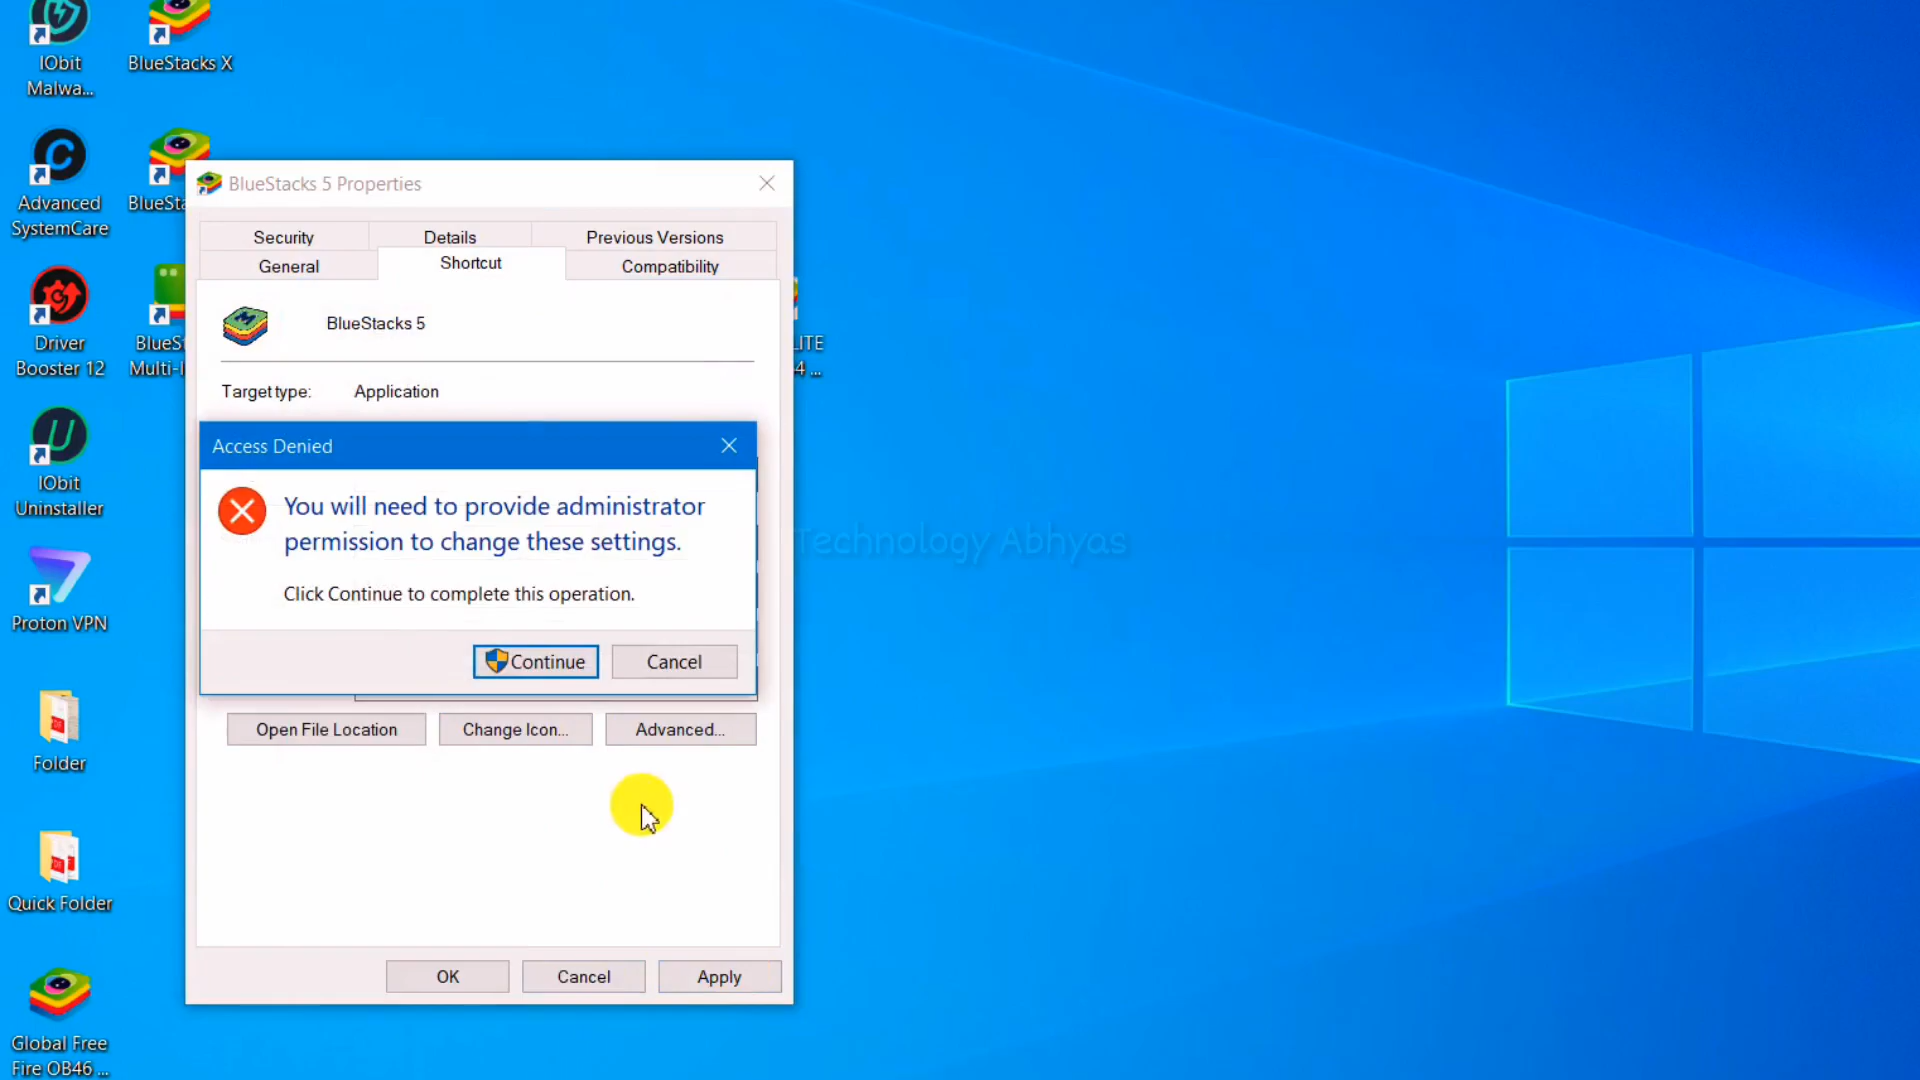 IObit
Malwa...
BlueStacks X
Advanced
SystemCare
BlueSta
Driver
Booster 12
BlueS
Multi-I
IObit
Uninstaller
Proton VPN
Folder
Quick Folder
Global Free
Fire OB46 ...
BlueStacks 5 Properties
Security
Details
Previous Versions
General
Shortcut
Compatibility
BlueStacks 5
Target type:
Application
LITE
4 ...
Access Denied
You will need to provide administrator
permission to change these settings.
Click Continue to complete this operation.
Continue
Cancel
Open File Location
Change Icon...
Advanced...
OK
Cancel
Apply
Technology Abhyas